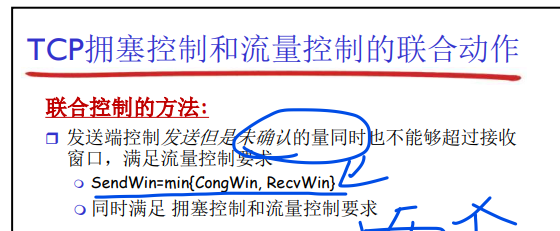 TCP拥塞控制和流量控制的联合动作
联合控制的方法:
发送端控制发送但是未确认的量同时也不能够超过接收
窗口，满足流量控制要求
SendWin=min{CongWin, RecvWin}
同时满足 拥塞控制和流量控制要求